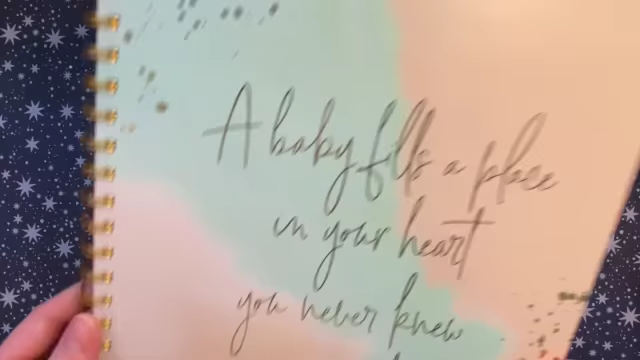 A baby fills a place
in your heart
you never knew